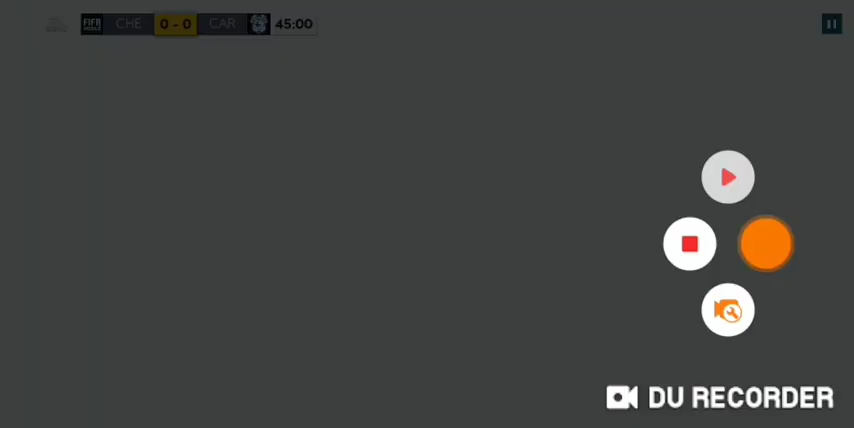 FIFA
MOBILE
CHE 0 - 0 CAR 45:00
DU RECORDER